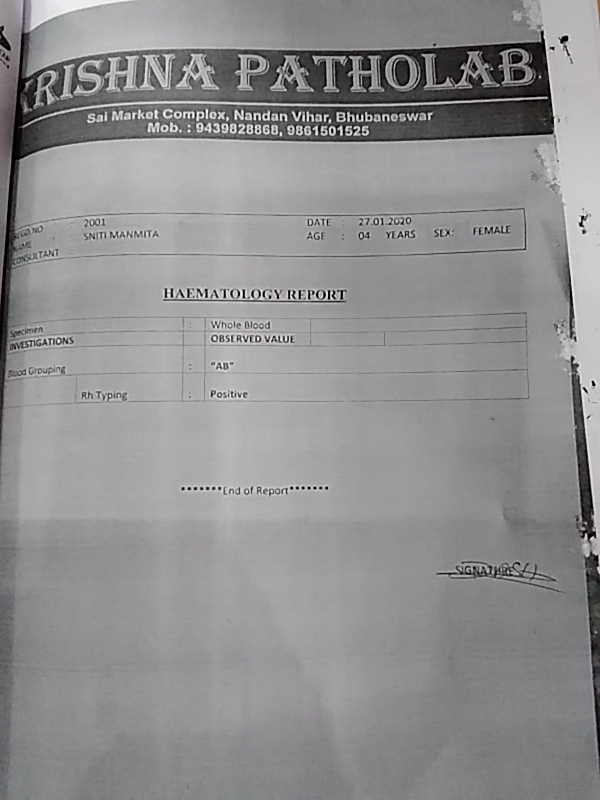 KRISHNA PATHOLAB
Sai Market Complex, Nandan Vihar, Bhubaneswar
Mob. : 9439828868, 9861501525
REGD NO : 2001 DATE : 27.01.2020
NAME : SNITI MANMITA AGE : 04 YEARS SEX: FEMALE
CONSULTANT :
HAEMATOLOGY REPORT
Specimen : Whole Blood
INVESTIGATIONS OBSERVED VALUE
Blood Grouping : "AB"
Rh Typing : Positive
*******End of Report*******
SIGNATURE